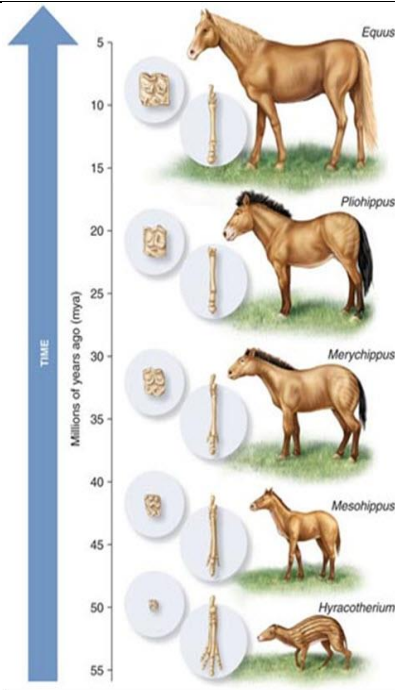 Equus
5
10
15
Pliohippus
20
25
TIME
Millions of years ago (mya)
30
Merychippus
35
40
Mesohippus
45
50
Hyracotherium
55